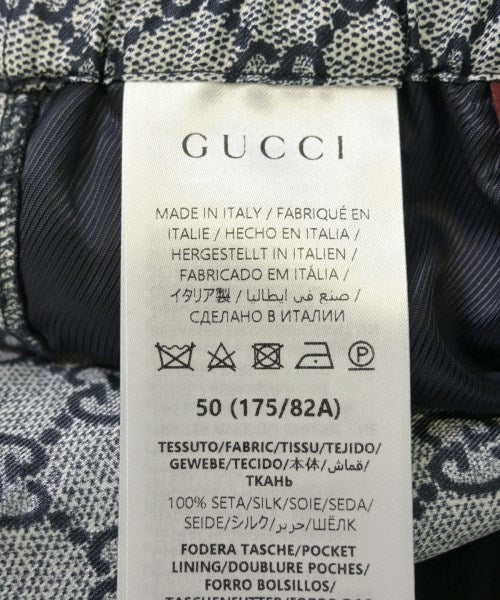 GUCCI
MADE IN ITALY / FABRIQUÉ EN
ITALIE / HECHO EN ITALIA /
HERGESTELLT IN ITALIEN /
FABRICADO EM ITÁLIA /
イタリア製 / صنع في ايطاليا /
СДЕЛАНО В ИТАЛИИ
P
50 (175/82A)
TESSUTO/FABRIC/TISSU/TEJIDO/
GEWEBE/TECIDO/本体/قماش/
ТКАНЬ
100% SETA/SILK/SOIE/SEDA/
SEIDE/シルク/حرير/ШЁЛК
FODERA TASCHE/POCKET
LINING/DOUBLURE POCHES/
FORRO BOLSILLOS/